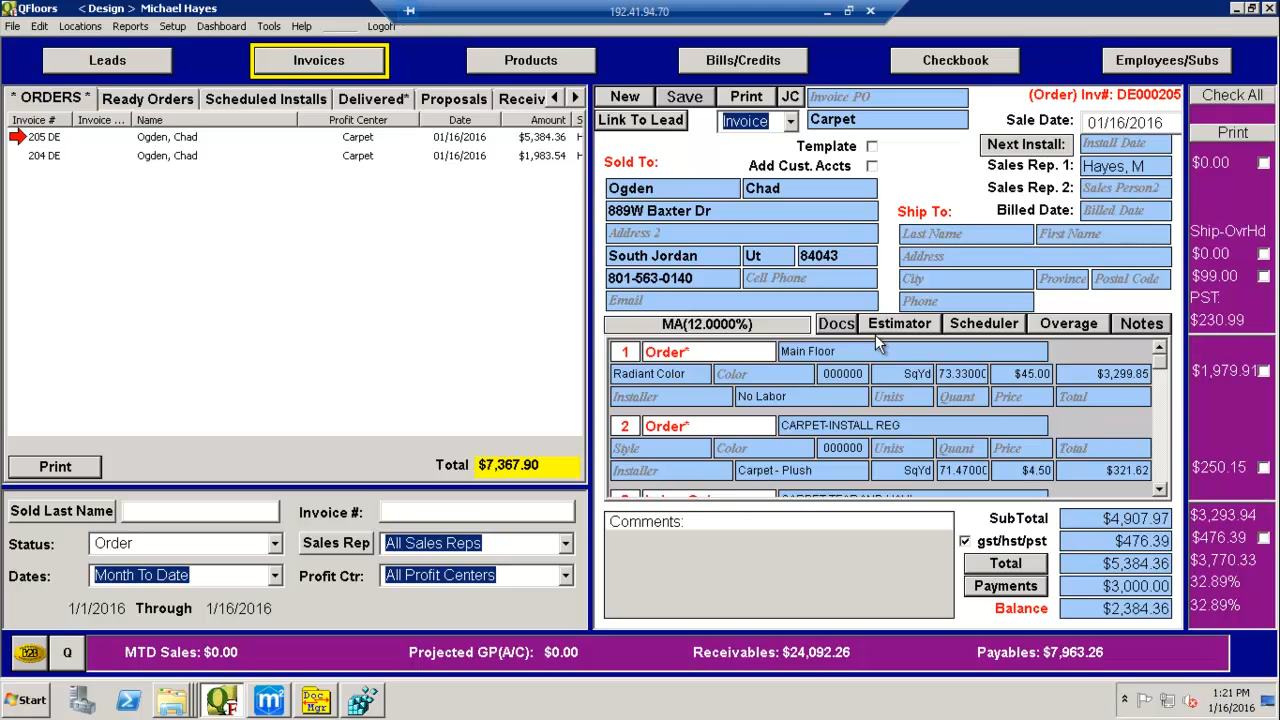 QFloors < Design > Michael Hayes
192.41.94.70
File Edit Locations Reports Setup Dashboard Tools Help Logoff
Leads
Invoices
Products
Bills/Credits
Checkbook
Employees/Subs
* ORDERS * Ready Orders Scheduled Installs Delivered* Proposals Receiv
Invoice # Invoice ... Name Profit Center Date Amount S
205 DE Ogden, Chad Carpet 01/16/2016 $5,384.36 H
204 DE Ogden, Chad Carpet 01/16/2016 $1,983.54 H
Print
Total $7,367.90
Sold Last Name
Invoice #:
Status: Order
Sales Rep All Sales Reps
Dates: Month To Date
Profit Ctr: All Profit Centers
1/1/2016 Through 1/16/2016
New Save Print JC Invoice PO
(Order) Inv#: DE000205
Link To Lead Invoice Carpet
Sale Date: 01/16/2016
Template
Next Install: Install Date
Sold To:
Add Cust. Accts
Sales Rep. 1: Hayes, M
Ogden Chad
Sales Rep. 2: Sales Person2
889W Baxter Dr
Ship To:
Billed Date: Billed Date
Address 2
Last Name First Name
South Jordan Ut 84043
Address
801-563-0140 Cell Phone
City Province Postal Code
Email
Phone
MA(12.0000%) Docs Estimator Scheduler Overage Notes
1 Order* Main Floor
Radiant Color Color 000000 SqYd 73.3300C $45.00 $3,299.85
Installer No Labor Units Quant Price Total
2 Order* CARPET-INSTALL REG
Style Color 000000 Units Quant Price Total
Installer Carpet - Plush SqYd 71.4700C $4.50 $321.62
Comments:
SubTotal $4,907.97
gst/hst/pst $476.39
Total $5,384.36
Payments $3,000.00
Balance $2,384.36
Check All
Print
$0.00
Ship-OvrHd
$0.00
$99.00
PST.
$230.99
$1,979.91
$250.15
$3,293.94
$476.39
$3,770.33
32.89%
32.89%
B2B Q MTD Sales: $0.00 Projected GP(A/C): $0.00 Receivables: $24,092.26 Payables: $7,963.26
Start
Doc Mgr
1:21 PM
1/16/2016